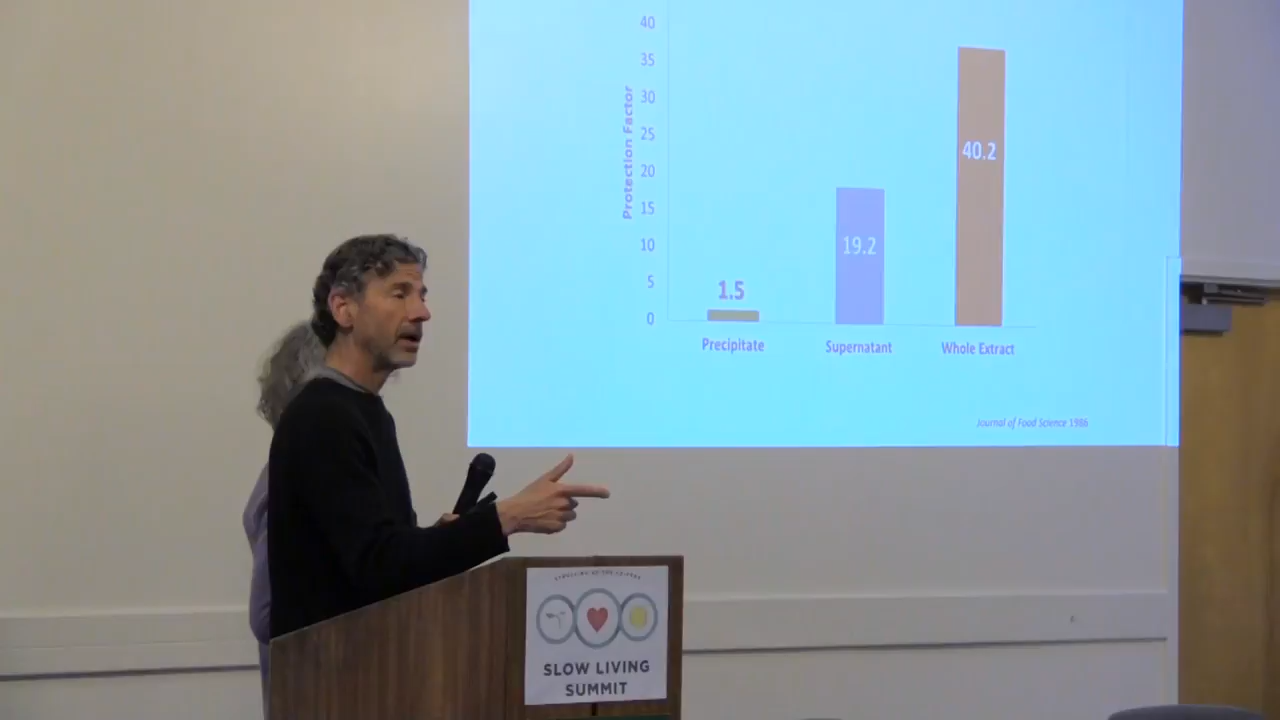 40
35
30
25
20
15
10
5
0
Protection Factor
1.5
19.2
40.2
Precipitate
Supernatant
Whole Extract
Journal of Food Science 1986
SLOW LIVING
SUMMIT